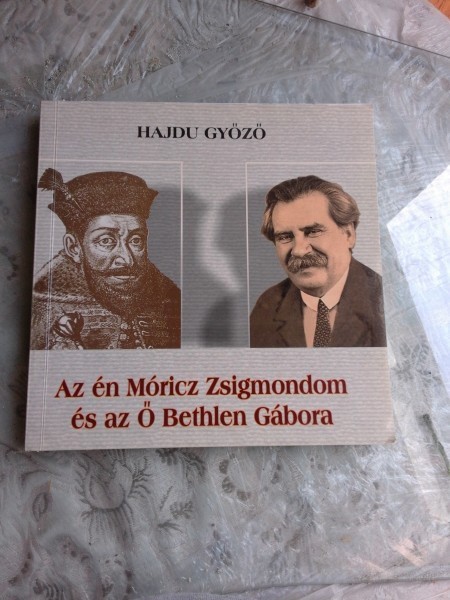 HAJDU GYŐZŐ
Az én Móricz Zsigmondom
és az Ő Bethlen Gábora